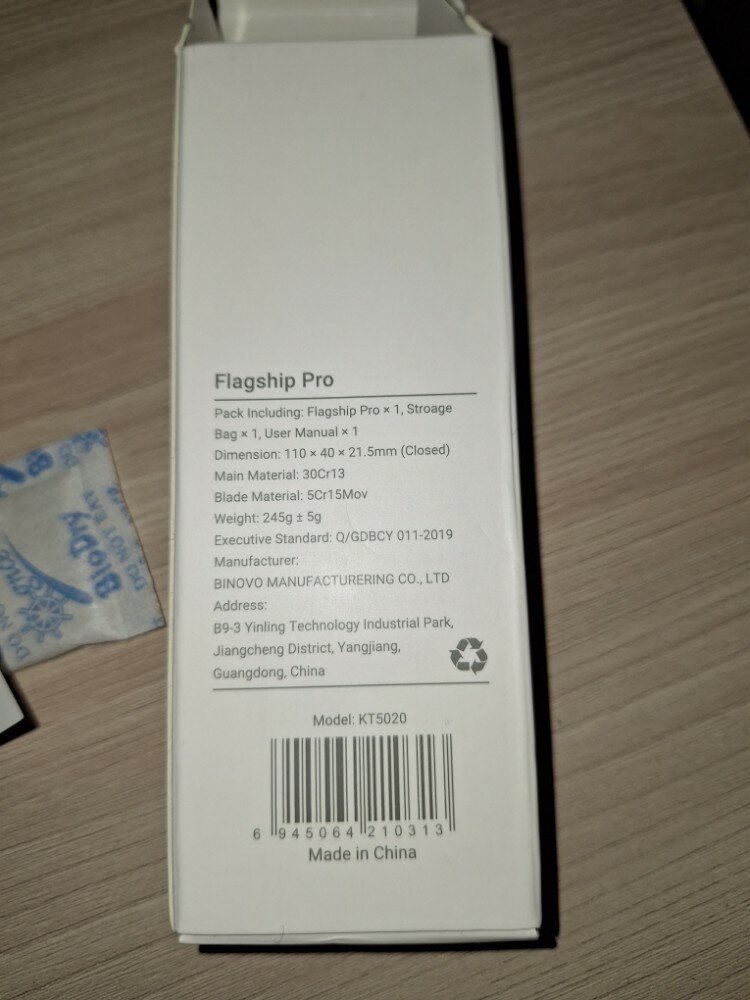 Flagship Pro
Pack Including: Flagship Pro × 1, Stroage
Bag × 1, User Manual × 1
Dimension: 110 × 40 × 21.5mm (Closed)
Main Material: 30Cr13
Blade Material: 5Cr15Mov
Weight: 245g ± 5g
Executive Standard: Q/GDBCY 011-2019
Manufacturer:
BINOVO MANUFACTURERING CO., LTD
Address:
B9-3 Yinling Technology Industrial Park,
Jiangcheng District, Yangjiang,
Guangdong, China
Model: KT5020
6 945064 210313
Made in China
BioDry
DO NOT EAT